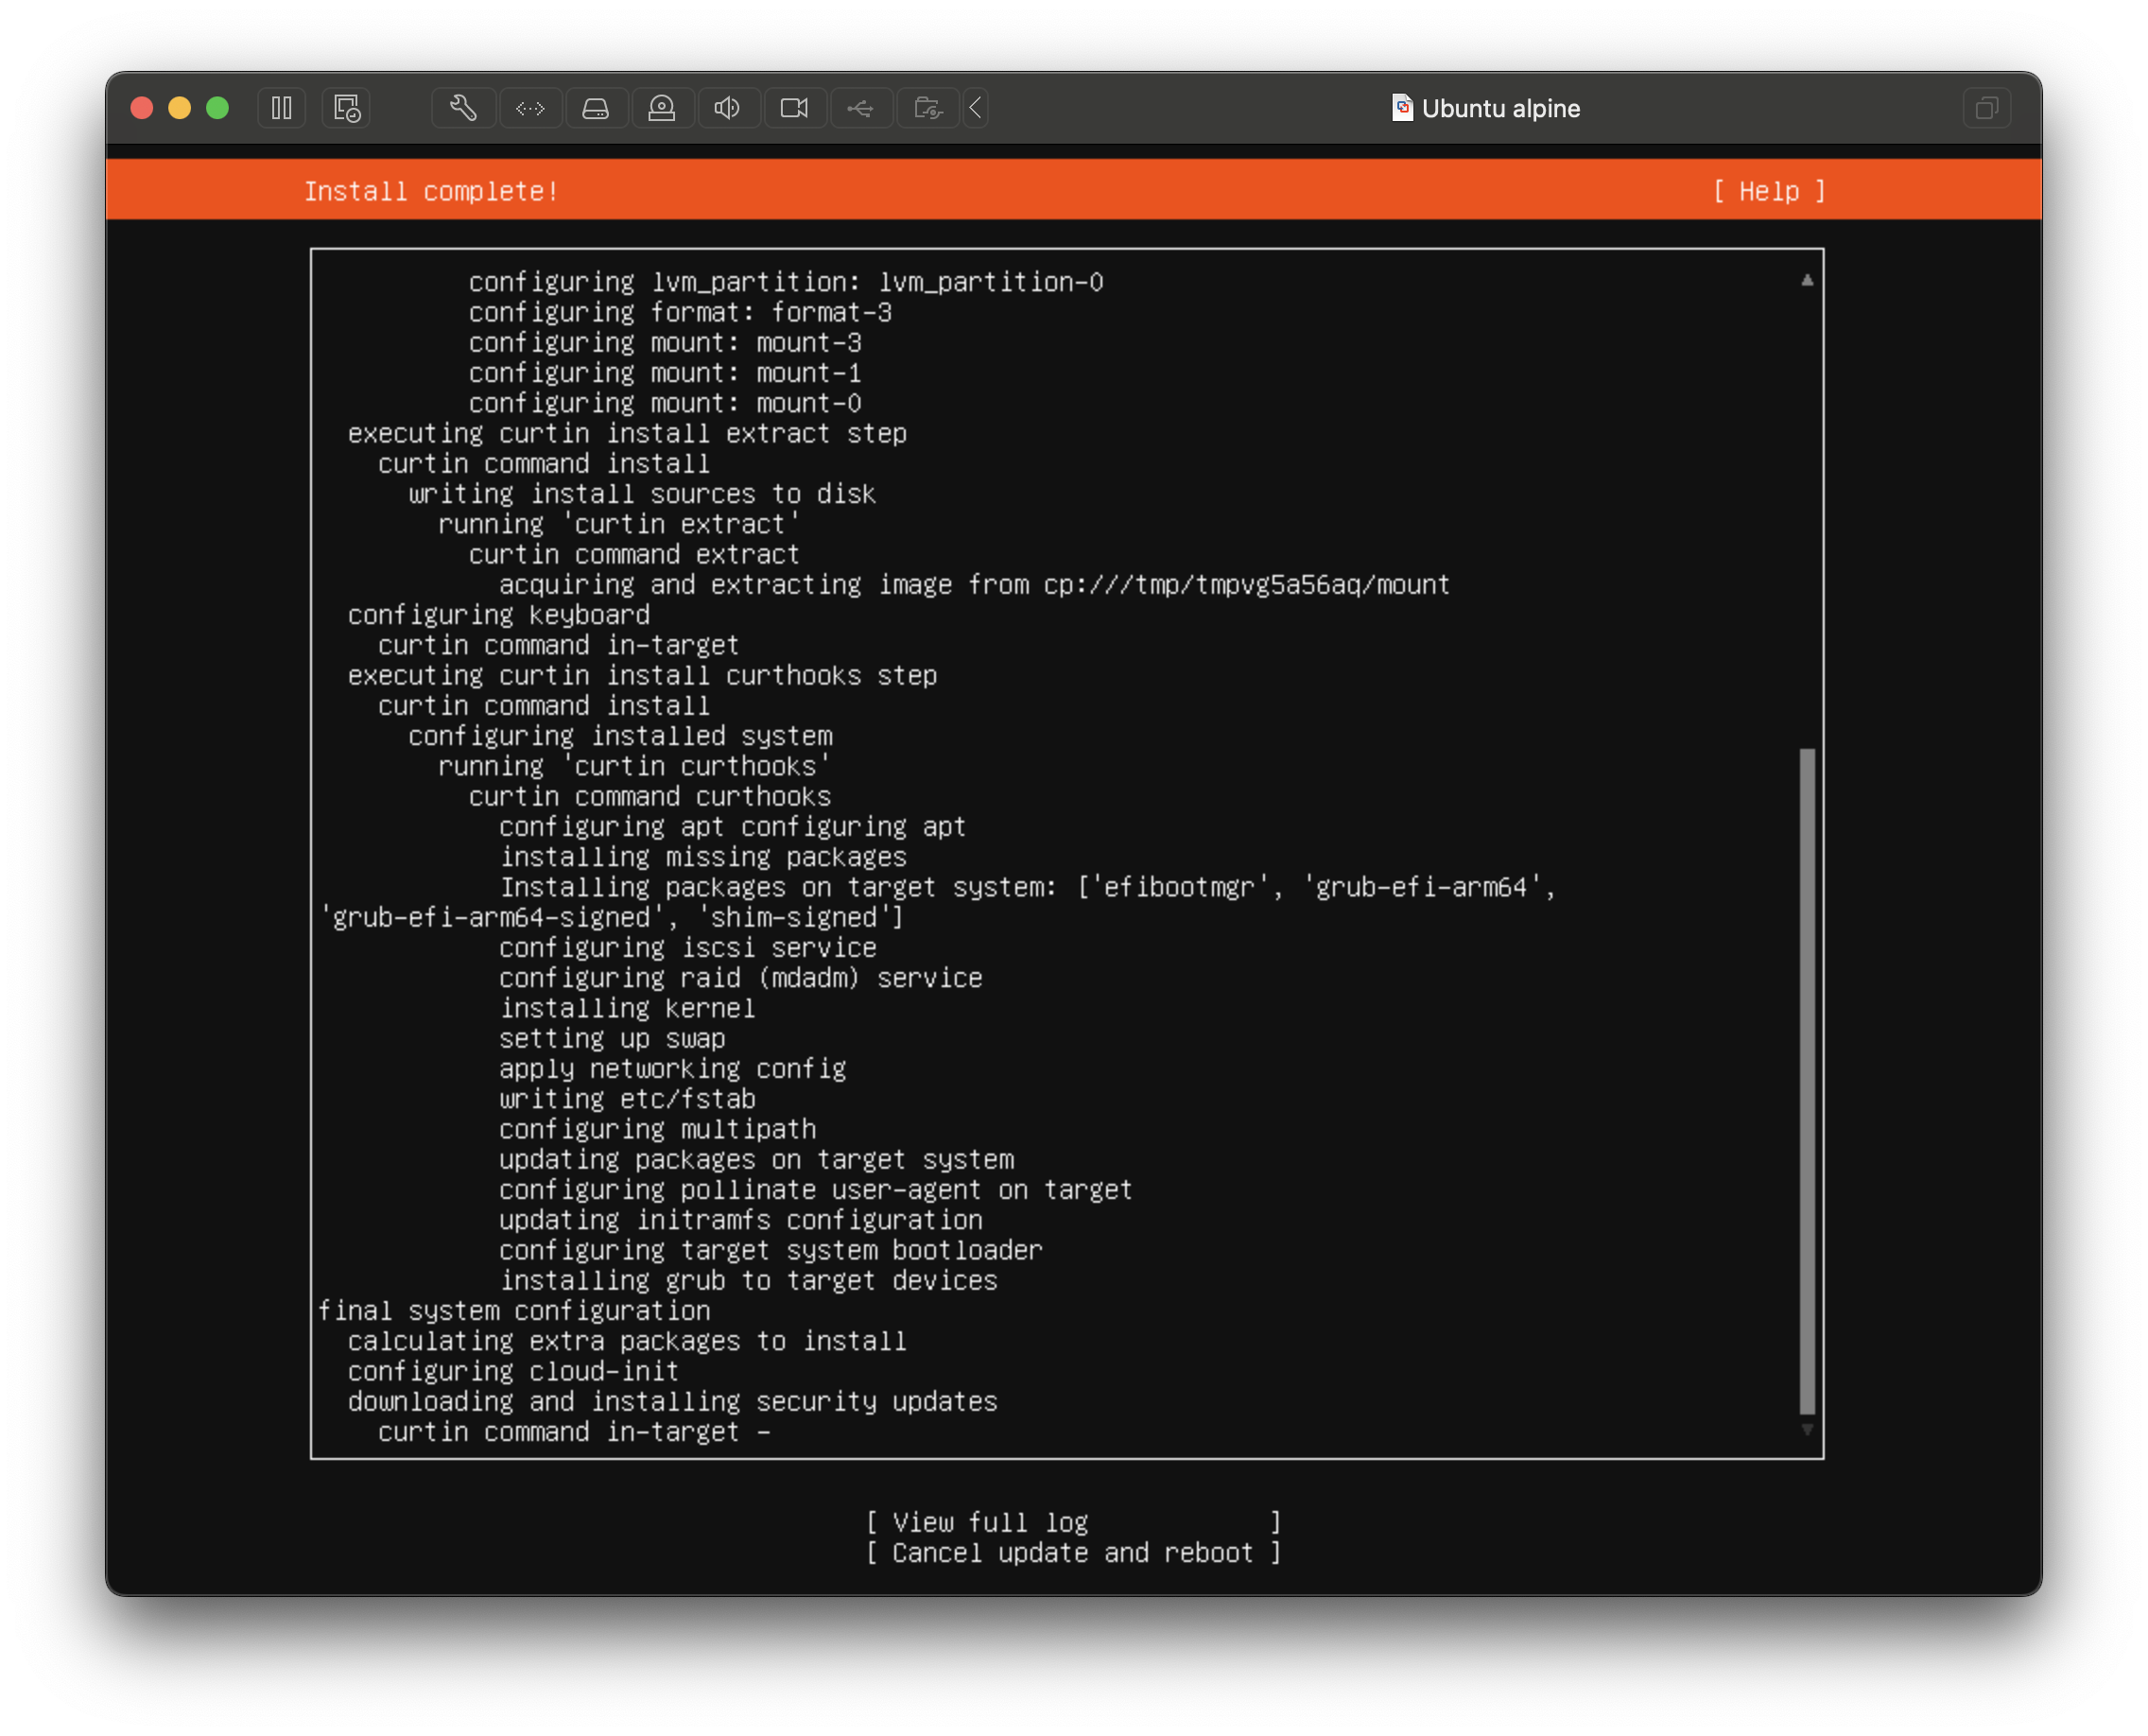 Ubuntu alpine
Install complete! [ Help ]
configuring lvm_partition: lvm_partition-0
configuring format: format-3
configuring mount: mount-3
configuring mount: mount-1
configuring mount: mount-0
executing curtin install extract step
curtin command install
writing install sources to disk
running 'curtin extract'
curtin command extract
acquiring and extracting image from cp:///tmp/tmpvg5a56aq/mount
configuring keyboard
curtin command in-target
executing curtin install curthooks step
curtin command install
configuring installed system
running 'curtin curthooks'
curtin command curthooks
configuring apt configuring apt
installing missing packages
Installing packages on target system: ['efibootmgr', 'grub-efi-arm64',
'grub-efi-arm64-signed', 'shim-signed']
configuring iscsi service
configuring raid (mdadm) service
installing kernel
setting up swap
apply networking config
writing etc/fstab
configuring multipath
updating packages on target system
configuring pollinate user-agent on target
updating initramfs configuration
configuring target system bootloader
installing grub to target devices
final system configuration
calculating extra packages to install
configuring cloud-init
downloading and installing security updates
curtin command in-target -
[ View full log ]
[ Cancel update and reboot ]